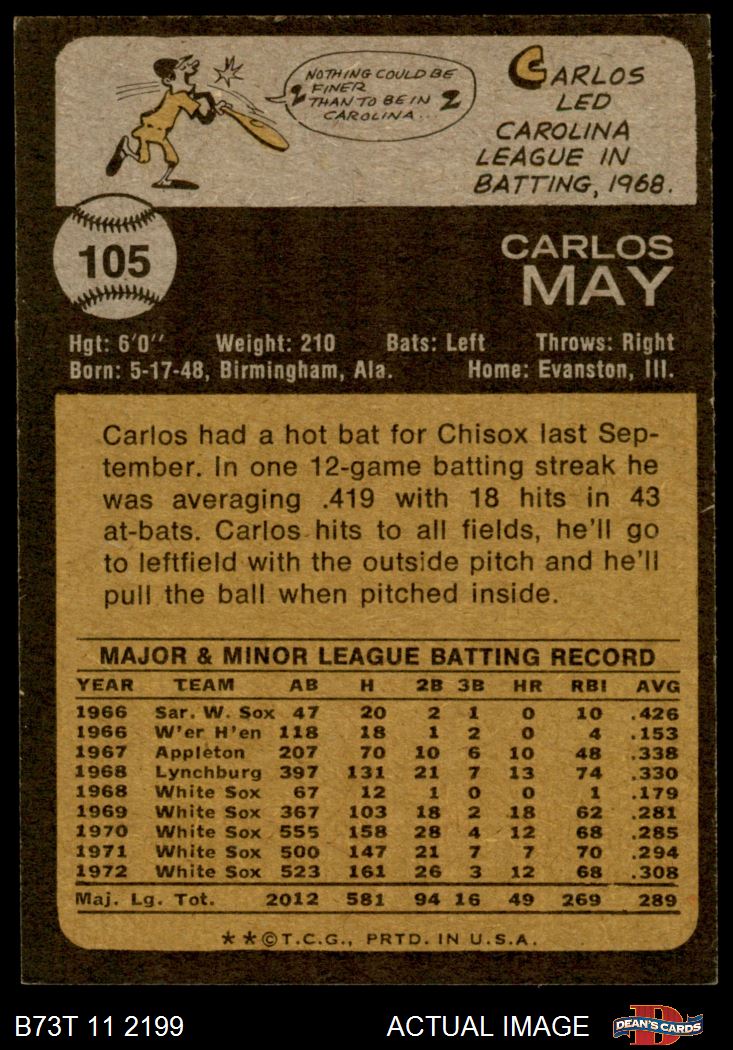 NOTHING COULD BE
FINER
THAN TO BE IN
CAROLINA..
CARLOS
LED
CAROLINA
LEAGUE IN
BATTING, 1968.
105
CARLOS
MAY
Hgt: 6'0'' Weight: 210 Bats: Left Throws: Right
Born: 5-17-48, Birmingham, Ala. Home: Evanston, Ill.
Carlos had a hot bat for Chisox last Sep-
tember. In one 12-game batting streak he
was averaging .419 with 18 hits in 43
at-bats. Carlos hits to all fields, he'll go
to leftfield with the outside pitch and he'll
pull the ball when pitched inside.
MAJOR & MINOR LEAGUE BATTING RECORD
YEAR TEAM AB H 2B 3B HR RBI AVG
1966 Sar. W. Sox 47 20 2 1 0 10 .426
1966 W'er H'en 118 18 1 2 0 4 .153
1967 Appleton 207 70 10 6 10 48 .338
1968 Lynchburg 397 131 21 7 13 74 .330
1968 White Sox 67 12 1 0 0 1 .179
1969 White Sox 367 103 18 2 18 62 .281
1970 White Sox 555 158 28 4 12 68 .285
1971 White Sox 500 147 21 7 7 70 .294
1972 White Sox 523 161 26 3 12 68 .308
Maj. Lg. Tot. 2012 581 94 16 49 269 289
★★©T.C.G., PRTD. IN U.S.A.
B73T 11 2199 ACTUAL IMAGE DEAN'S CARDS